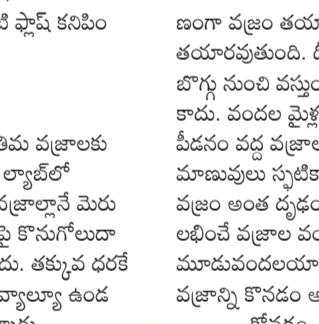 టి ఫ్లాష్ కనిపిం
తిమ వజ్రాలకు
ల్యాబ్‌లో
వజ్రాల్లానే మెరు
పై కొనుగోలుదా
దు. తక్కువ ధరకే
వ్యాల్యూ ఉండ
ణంగా వజ్రం తయా
తయారవుతుంది. దీ
బొగ్గు నుంచి వస్తుం
కాదు. వందల మైళ్ల
పీడనం వద్ద వజ్రాల
మాణువులు స్ఫటికా
వజ్రం అంత దృఢం
లభించే వజ్రాల వం
మూడువందలయా
వజ్రాన్ని కొనడం అ